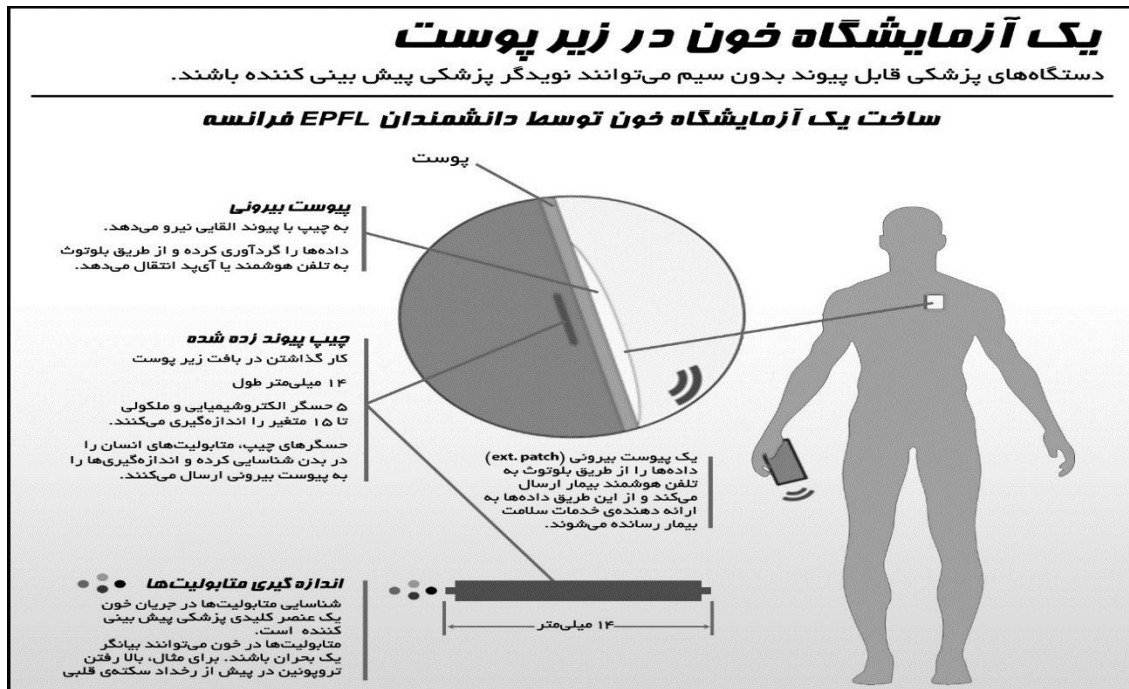 یک آزمایشگاه خون در زیر پوست
دستگاه‌های پزشکی قابل پیوند بدون سیم می‌توانند نویدگر پزشکی پیش بینی کننده باشند.
ساخت یک آزمایشگاه خون توسط دانشمندان EPFL فرانسه
پوست
پیوست بیرونی
به چیپ با پیوند القایی نیرو می‌دهد.
داده‌ها را گردآوری کرده و از طریق بلوتوث
به تلفن هوشمند یا آی‌پد انتقال می‌دهد.
چیپ پیوند زده شده
کار گذاشتن در بافت زیر پوست
۱۴ میلی‌متر طول
۵ حسگر الکتروشیمیایی و ملکولی
تا ۱۵ متغیر را اندازه‌گیری می‌کنند.
حسگرهای چیپ، متابولیت‌های انسان را
در بدن شناسایی کرده و اندازه‌گیری‌ها را
به پیوست بیرونی ارسال می‌کنند.
یک پیوست بیرونی (ext. patch)
داده‌ها را از طریق بلوتوث به
تلفن هوشمند بیمار ارسال
می‌کند و از این طریق داده‌ها به
ارائه دهنده‌ی خدمات سلامت
بیمار رسانده می‌شوند.
اندازه گیری متابولیت‌ها
شناسایی متابولیت‌ها در جریان خون
یک عنصر کلیدی پزشکی پیش بینی
کننده است.
متابولیت‌ها در خون می‌توانند بیانگر
یک بحران باشند. برای مثال، بالا رفتن
تروپونین در پیش از رخداد سکته‌ی قلبی
۱۴ میلی‌متر